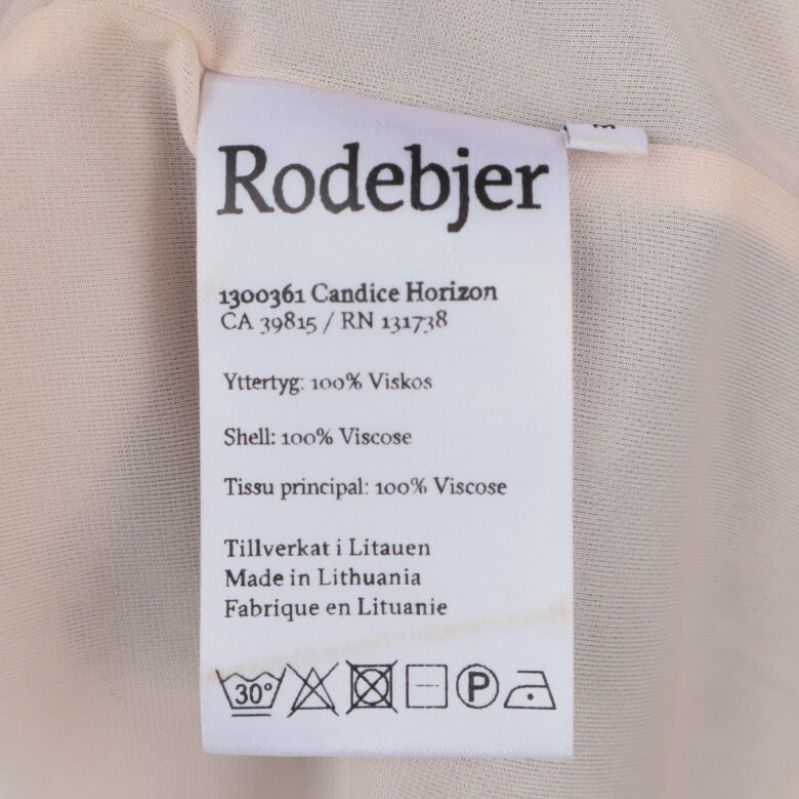 Rodebjer
1300361 Candice Horizon
CA 39815 / RN 131738
Yttertyg: 100% Viskos
Shell: 100% Viscose
Tissu principal: 100% Viscose
Tillverkat i Litauen
Made in Lithuania
Fabrique en Lituanie
30°
P